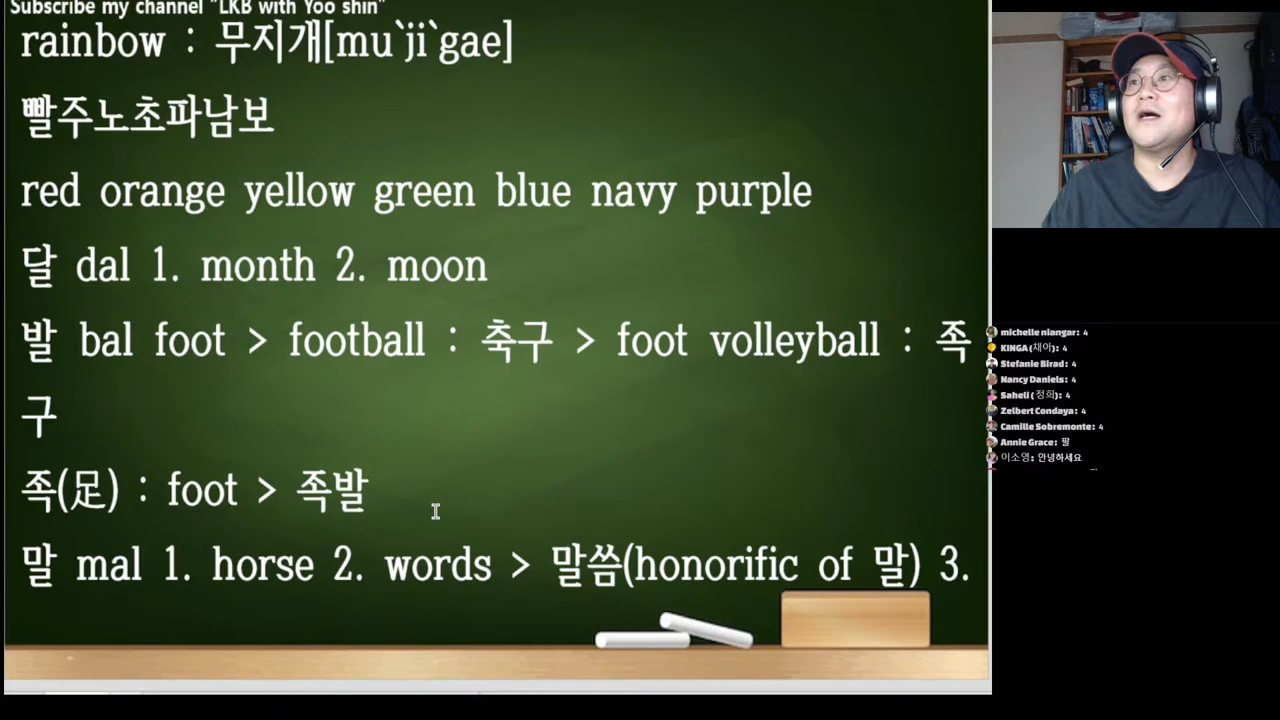 Subscribe my channel "LKB with Yoo shin"
rainbow : 무지개[mu`ji`gae]
빨주노초파남보
red orange yellow green blue navy purple
달 dal 1. month 2. moon
발 bal foot > football : 축구 > foot volleyball : 족
구
족(足) : foot > 족발
말 mal 1. horse 2. words > 말씀(honorific of 말) 3.
michelle niangar: 4
KINGA (채아): 4
Stefanie Birad: 4
Nancy Daniels: 4
Saheli ( 정희): 4
Zelbert Condaya: 4
Camille Sobremonte: 4
Annie Grace: 팔
이소영: 안녕하세요